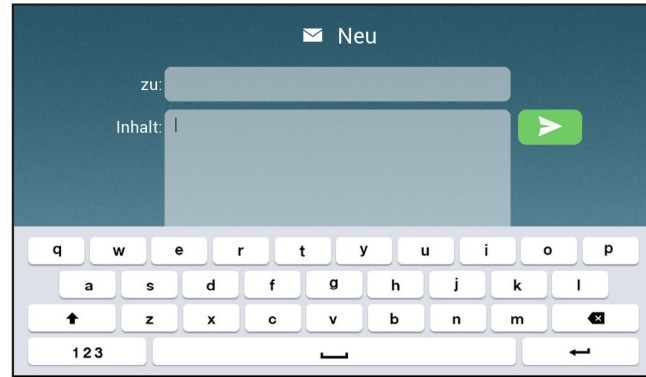 Neu
zu:
Inhalt:
q w e r t y u i o p
a s d f g h j k l
z x c v b n m
123